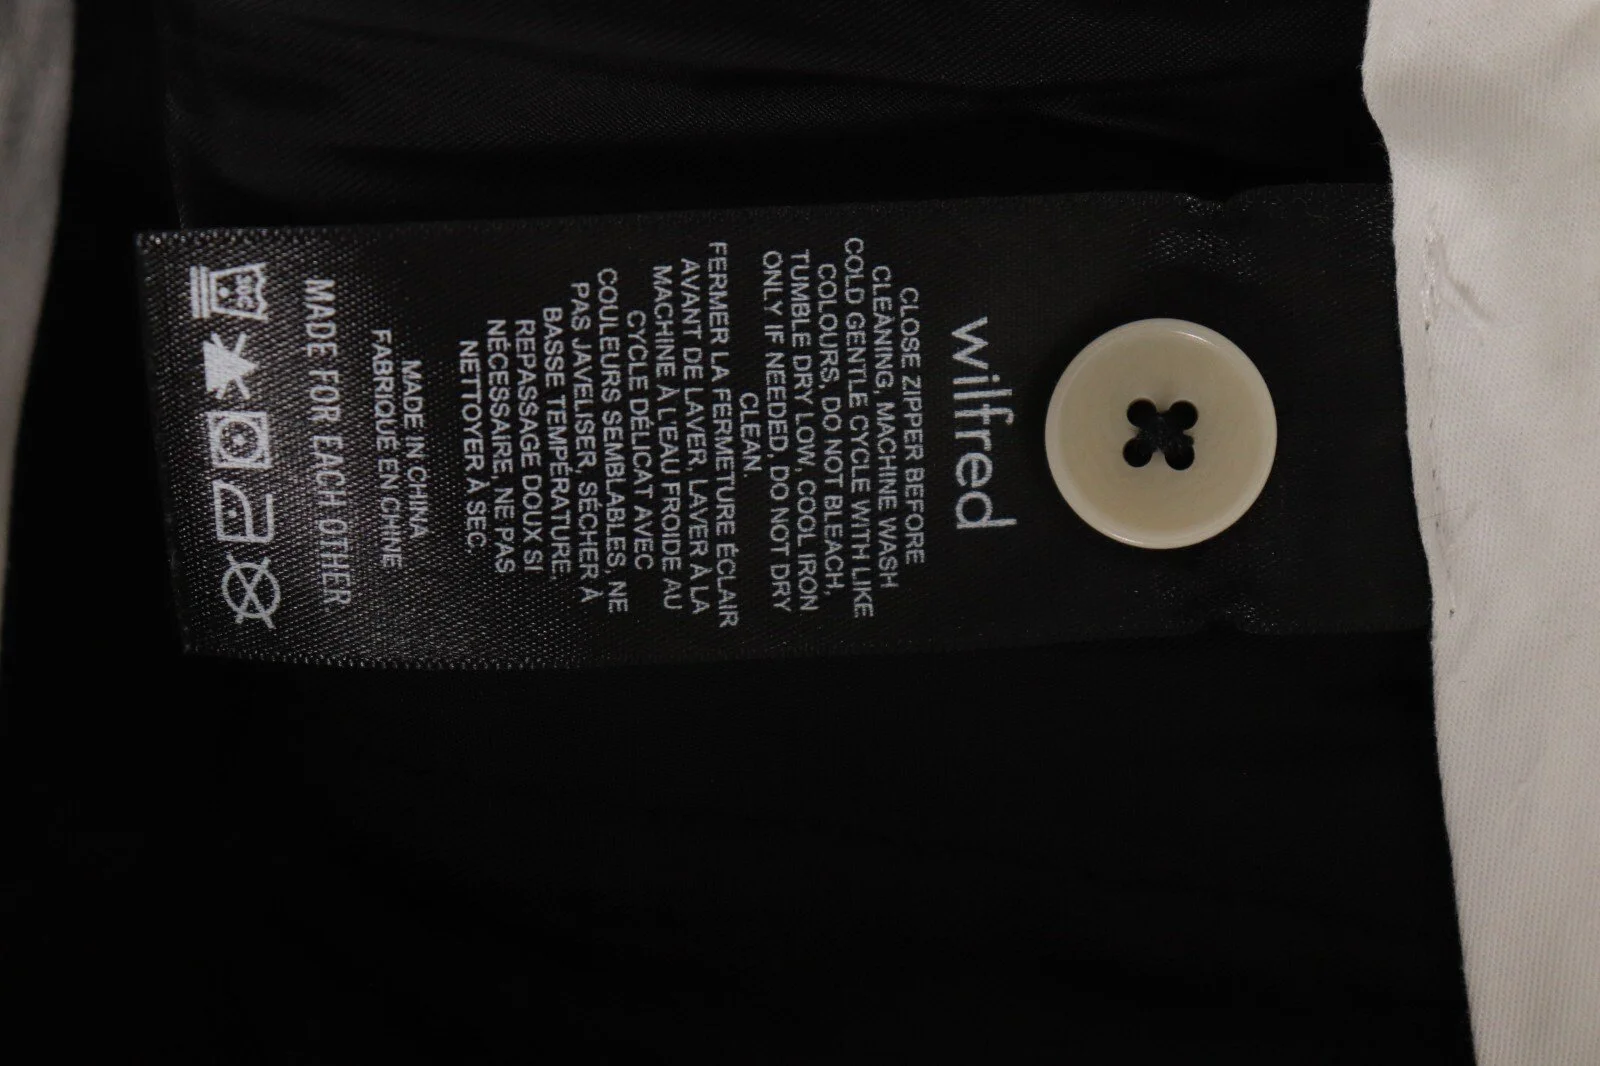 wilfred
CLOSE ZIPPER BEFORE
CLEANING, MACHINE WASH
COLD GENTLE CYCLE WITH LIKE
COLOURS, DO NOT BLEACH,
TUMBLE DRY LOW, COOL IRON
ONLY IF NEEDED, DO NOT DRY
CLEAN.
FERMER LA FERMETURE ÉCLAIR
AVANT DE LAVER, LAVER À LA
MACHINE À L'EAU FROIDE AU
CYCLE DÉLICAT AVEC
COULEURS SEMBLABLES, NE
PAS JAVELISER, SÉCHER À
BASSE TEMPÉRATURE,
REPASSAGE DOUX SI
NÉCESSAIRE, NE PAS
NETTOYER À SEC.
MADE IN CHINA
FABRIQUÉ EN CHINE
MADE FOR EACH OTHER